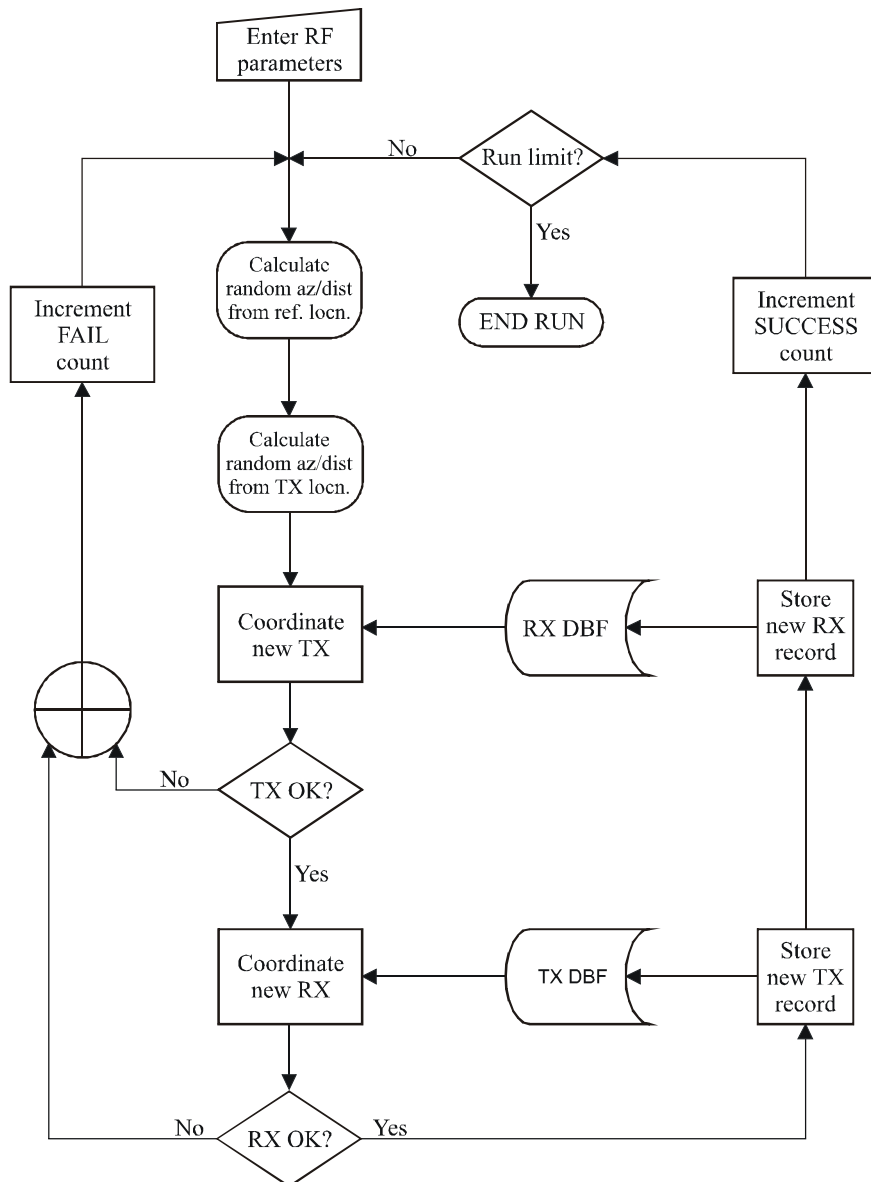 Enter RF
parameters
No
Run limit?
Yes
Calculate
random az/dist
from ref. locn.
END RUN
Increment
FAIL
count
Increment
SUCCESS
count
Calculate
random az/dist
from TX locn.
Coordinate
new TX
RX DBF
Store
new RX
record
No
TX OK?
Yes
Coordinate
new RX
TX DBF
Store
new TX
record
No
RX OK?
Yes